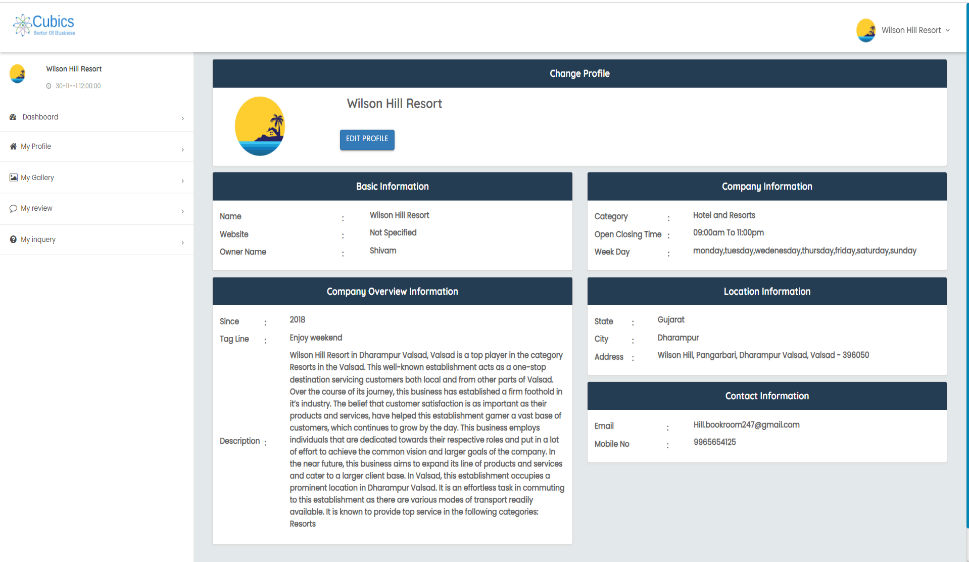 Cubics
Sector Of Business
Wilson Hill Resort
Wilson Hill Resort
30-11--1 12:00:00
Dashboard
My Profile
My Gallery
My review
My inquery
Change Profile
Wilson Hill Resort
EDIT PROFILE
Basic Information
Name : Wilson Hill Resort
Website : Not Specified
Owner Name : Shivam
Company Information
Category : Hotel and Resorts
Open Closing Time : 09:00am To 11:00pm
Week Day : monday,tuesday,wedenesday,thursday,friday,saturday,sunday
Company Overview Information
Since : 2018
Tag Line : Enjoy weekend
Description :
Wilson Hill Resort in Dharampur Valsad, Valsad is a top player in the category
Resorts in the Valsad. This well-known establishment acts as a one-stop
destination servicing customers both local and from other parts of Valsad.
Over the course of its journey, this business has established a firm foothold in
it's industry. The belief that customer satisfaction is as important as their
products and services, have helped this establishment garner a vast base of
customers, which continues to grow by the day. This business employs
individuals that are dedicated towards their respective roles and put in a lot
of effort to achieve the common vision and larger goals of the company. In
the near future, this business aims to expand its line of products and services
and cater to a larger client base. In Valsad, this establishment occupies a
prominent location in Dharampur Valsad. It is an effortless task in commuting
to this establishment as there are various modes of transport readily
available. It is known to provide top service in the following categories:
Resorts
Location Information
State : Gujarat
City : Dharampur
Address : Wilson Hill, Pangarbari, Dharampur Valsad, Valsad - 396050
Contact Information
Email : Hill.bookroom247@gmail.com
Mobile No : 9965654125